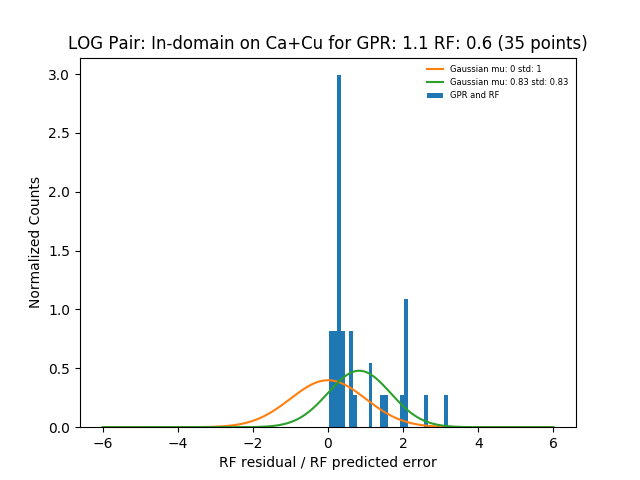 LOG Pair: In-domain on Ca+Cu for GPR: 1.1 RF: 0.6 (35 points)
Gaussian mu: 0 std: 1
Gaussian mu: 0.83 std: 0.83
GPR and RF
Normalized Counts
3.0
2.5
2.0
1.5
1.0
0.5
0.0
−6 −4 −2 0 2 4 6
RF residual / RF predicted error